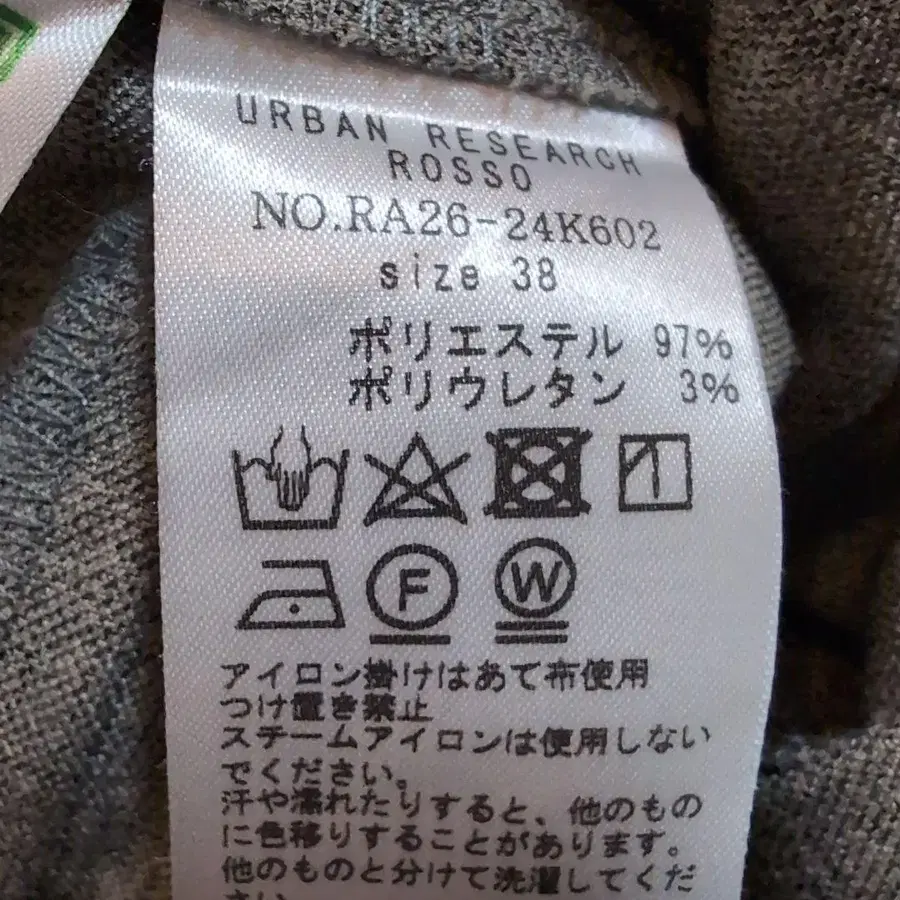 URBAN RESEARCH
ROSSO
NO.RA26-24K602
size 38
ポリエステル 97%
ポリウレタン 3%
F W
アイロン掛けはあて布使用
つけ置き禁止
スチームアイロンは使用しない
でください。
汗や濡れたりすると、他のもの
に色移りすることがあります。
他のものと分けて洗濯してくだ
さい